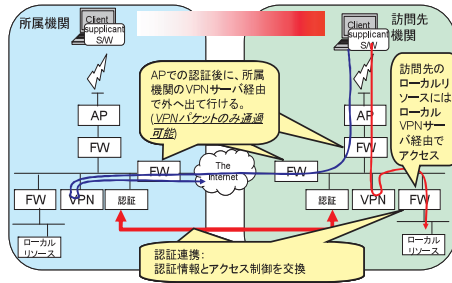 所属機関
Client
supplicant
S/W
訪問先
機関
Client
supplicant
S/W
APでの認証後に、所属
機関のVPNサーバ経由
で外へ出て行ける。
(VPNパケットのみ通過
可能)
訪問先の
ローカルリ
ソースには
ローカル
VPNサー
バ経由で
アクセス
AP
FW
AP
FW
FW
The
Internet
FW
FW
VPN
認証
認証
VPN
FW
ローカル
リソース
ローカル
リソース
認証連携:
認証情報とアクセス制御を交換